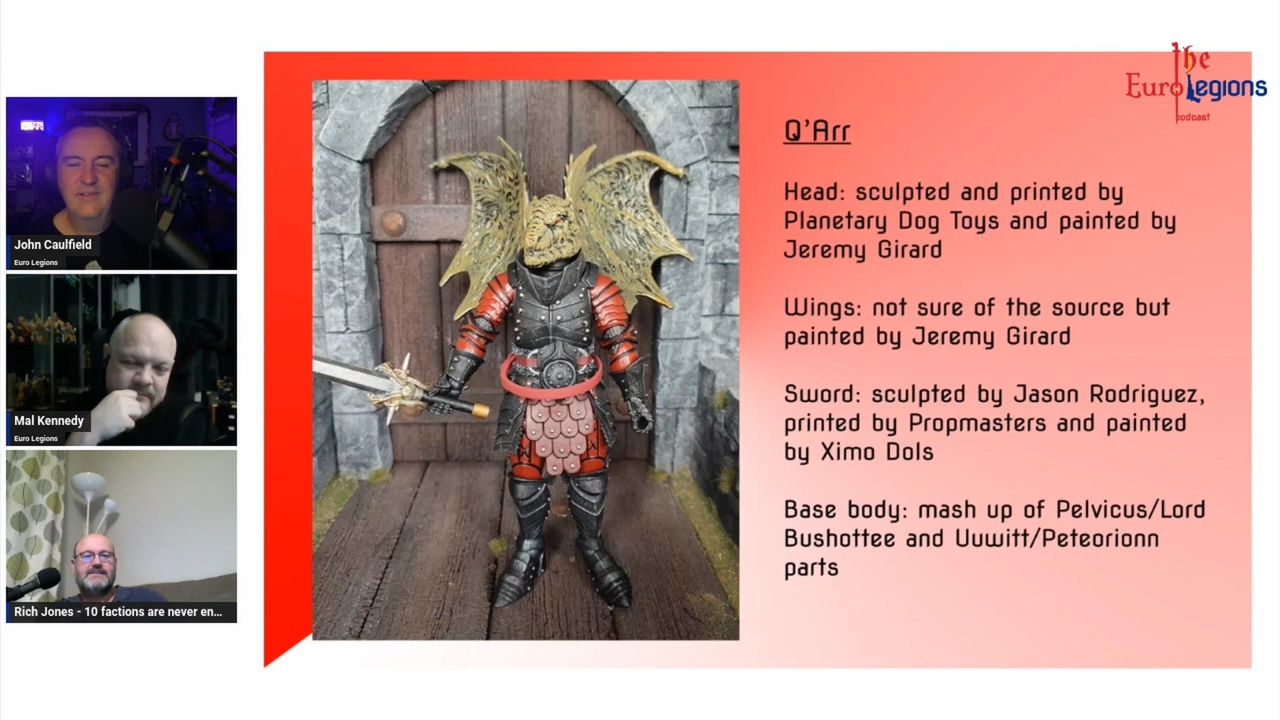 the
Euro Legions
podcast
John Caulfield
Euro Legions
Mal Kennedy
Euro Legions
Rich Jones - 10 factions are never en...
Q'Arr
Head: sculpted and printed by
Planetary Dog Toys and painted by
Jeremy Girard
Wings: not sure of the source but
painted by Jeremy Girard
Sword: sculpted by Jason Rodriguez,
printed by Propmasters and painted
by Ximo Dols
Base body: mash up of Pelvicus/Lord
Bushottee and Uuwitt/Peteorionn
parts